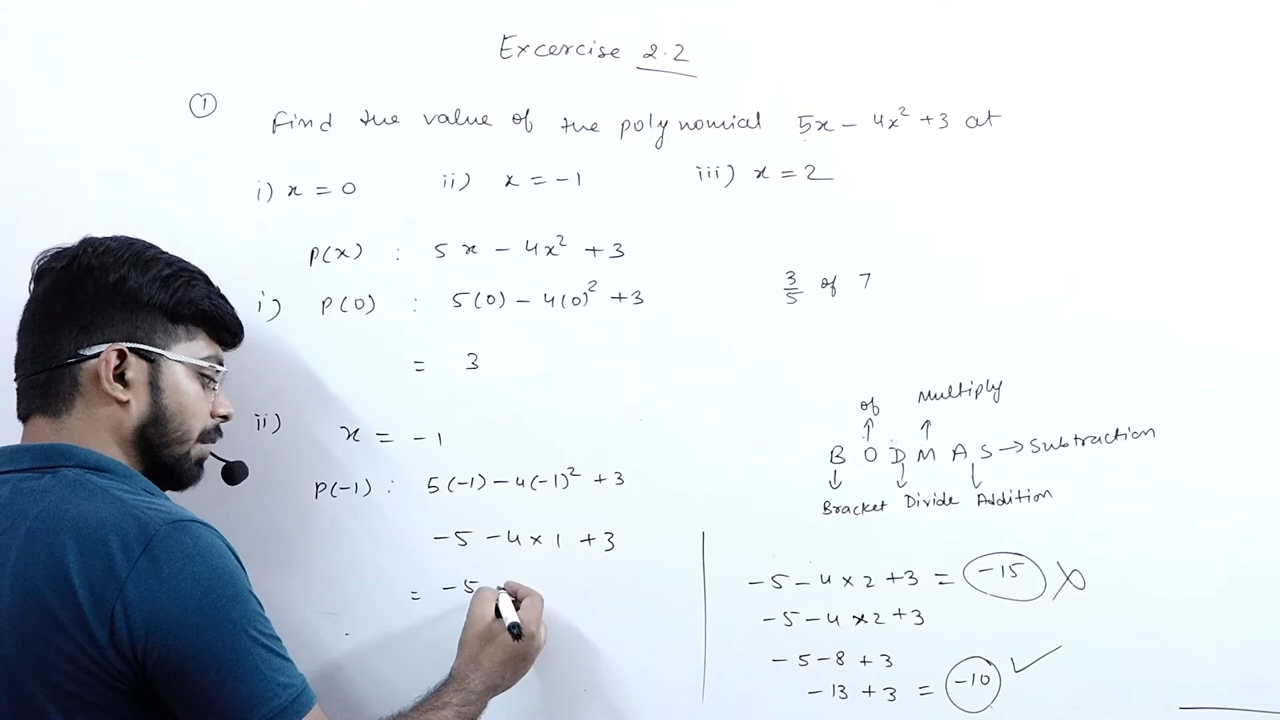 Excercise 2.2
① Find the value of the polynomial 5x - 4x² + 3 at
i) x = 0 ii) x = -1 iii) x = 2
P(x) : 5x - 4x² + 3
i) P(0) : 5(0) - 4(0)² + 3
= 3
ii) x = -1
P(-1) : 5(-1) - 4(-1)² + 3
-5 - 4 × 1 + 3
= -5
3/5 of 7
of Multiply
B O D M A S → Subtraction
Bracket Divide Addition
-5 - 4 × 2 + 3 = -15 ✗
-5 - 4 × 2 + 3
-5 - 8 + 3
-13 + 3 = -10 ✓